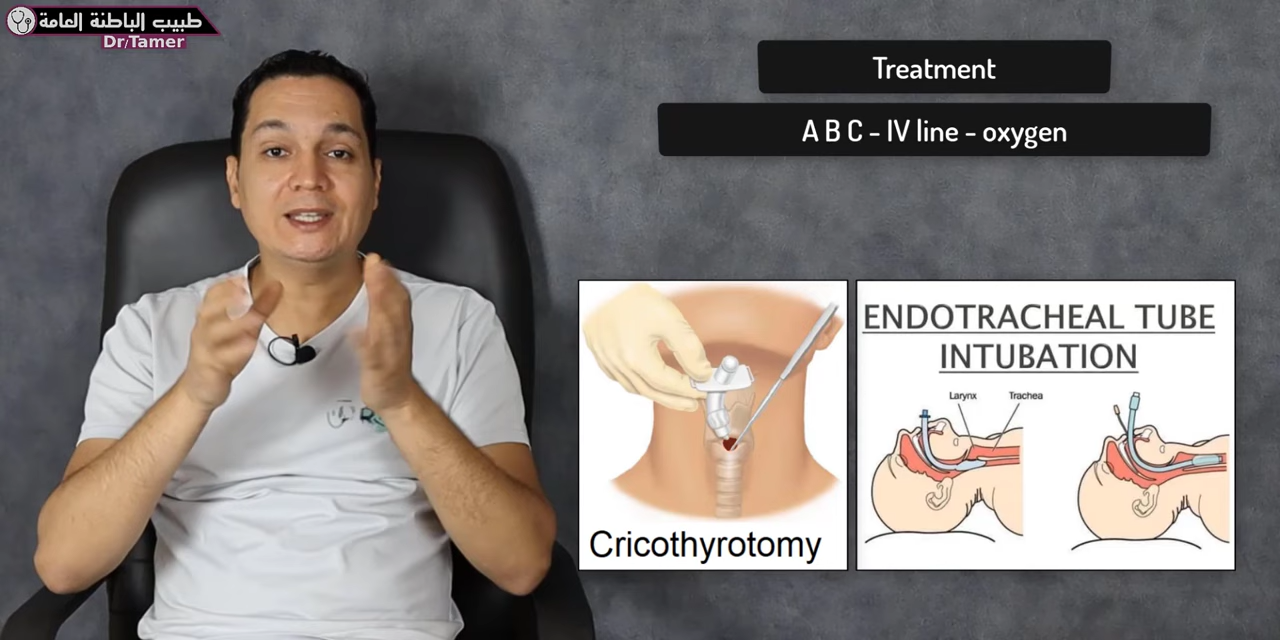 طبيب الباطنة العامة
Dr/Tamer
Treatment
A B C - IV line - oxygen
Cricothyrotomy
ENDOTRACHEAL TUBE
INTUBATION
Larynx
Trachea